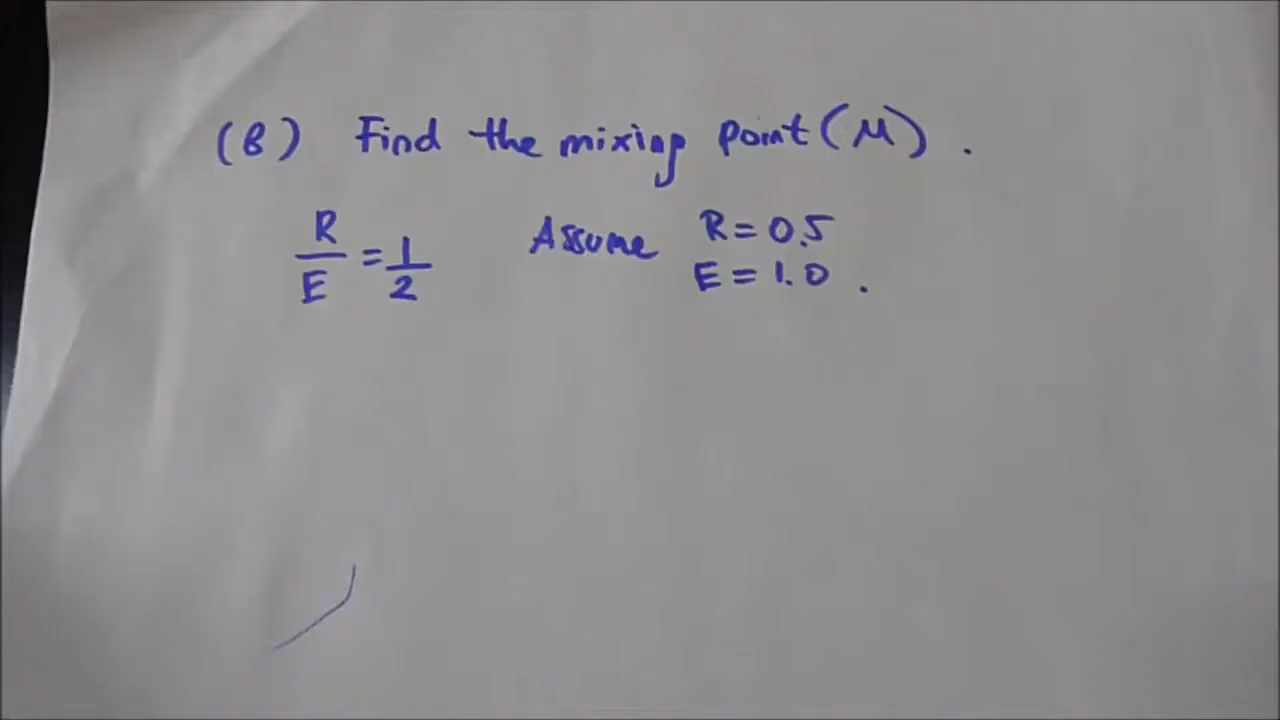 (B) Find the mixing point (M).
R/E = 1/2 Assume R = 0.5
E = 1.0.